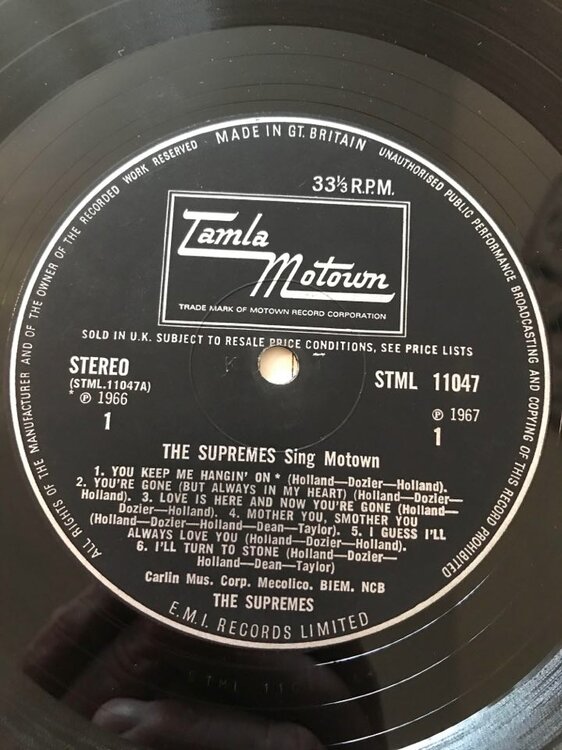 ALL RIGHTS OF THE MANUFACTURER AND OF THE OWNER OF THE RECORDED WORK RESERVED MADE IN GT. BRITAIN UNAUTHORISED PUBLIC PERFORMANCE BROADCASTING AND COPYING OF THIS RECORD PROHIBITED
33⅓ R.P.M.
Tamla
Motown
TRADE MARK OF MOTOWN RECORD CORPORATION
SOLD IN U.K. SUBJECT TO RESALE PRICE CONDITIONS, SEE PRICE LISTS
STEREO
(STML.11047A)
* ℗ 1966
1
STML 11047
℗ 1967
1
THE SUPREMES Sing Motown
1. YOU KEEP ME HANGIN' ON * (Holland—Dozier—Holland).
2. YOU'RE GONE (BUT ALWAYS IN MY HEART) (Holland—Dozier—
Holland). 3. LOVE IS HERE AND NOW YOU'RE GONE (Holland—
Dozier—Holland). 4. MOTHER YOU, SMOTHER YOU
(Holland—Dozier—Holland—Dean—Taylor). 5. I GUESS I'LL
ALWAYS LOVE YOU (Holland—Dozier—Holland).
6. I'LL TURN TO STONE (Holland—Dozier—
Holland—Dean—Taylor)
Carlin Mus. Corp. Mecolico. BIEM. NCB
THE SUPREMES
E.M.I. RECORDS LIMITED